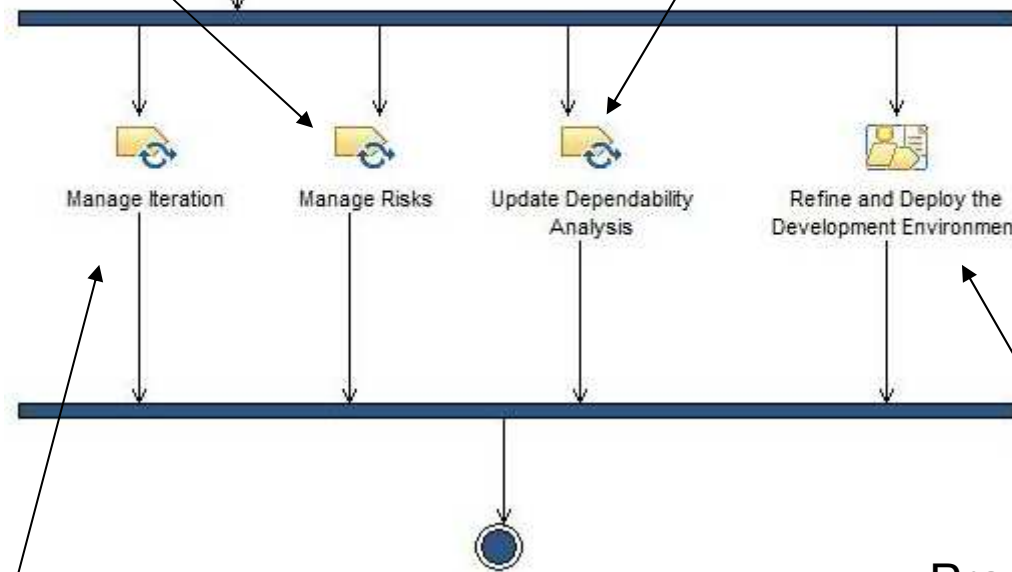 Manage Iteration
Manage Risks
Update Dependability
Analysis
Refine and Deploy the
Development Environmen